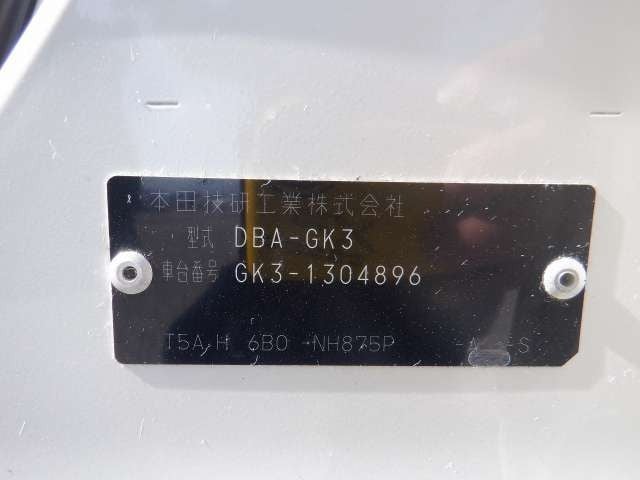 本田技研工業株式会社
型式 DBA-GK3
車台番号 GK3-1304896
T5A H 6B0 NH875P -A -S